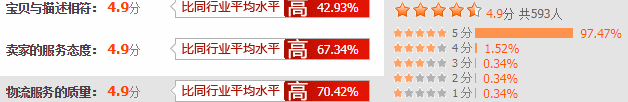 宝贝与描述相符：4.9分 比同行业平均水平 高 42.93%
卖家的服务态度：4.9分 比同行业平均水平 高 67.34%
物流服务的质量：4.9分 比同行业平均水平 高 70.42%
4.9分 共593人
5分 97.47%
4分 1.52%
3分 0.34%
2分 0.34%
1分 0.34%